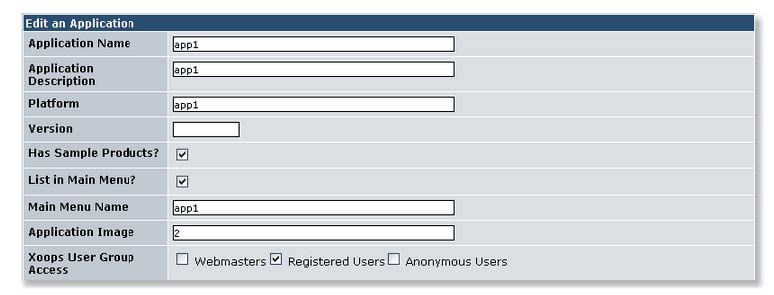 Edit an Application
Application Name app1
Application app1
Description
Platform app1
Version
Has Sample Products?
List in Main Menu?
Main Menu Name app1
Application Image 2
Xoops User Group Webmasters Registered Users Anonymous Users
Access